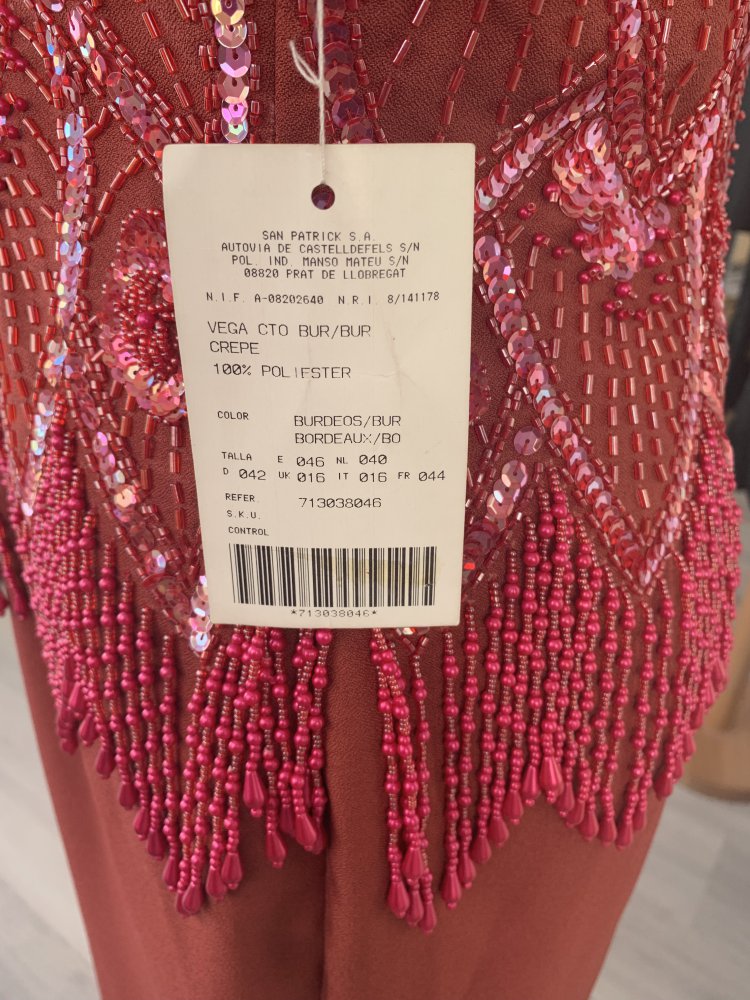 SAN PATRICK S.A.
AUTOVIA DE CASTELLDEFELS S/N
POL. IND. MANSO MATEU S/N
08820 PRAT DE LLOBREGAT
N.I.F. A-08202640 N.R.I. 8/141178
VEGA CTO BUR/BUR
CREPE
100% POLIESTER
COLOR BURDEOS/BUR
BORDEAUX/BO
TALLA E 046 NL 040
D 042 UK 016 IT 016 FR 044
REFER. 713038046
S.K.U.
CONTROL
*713038046*